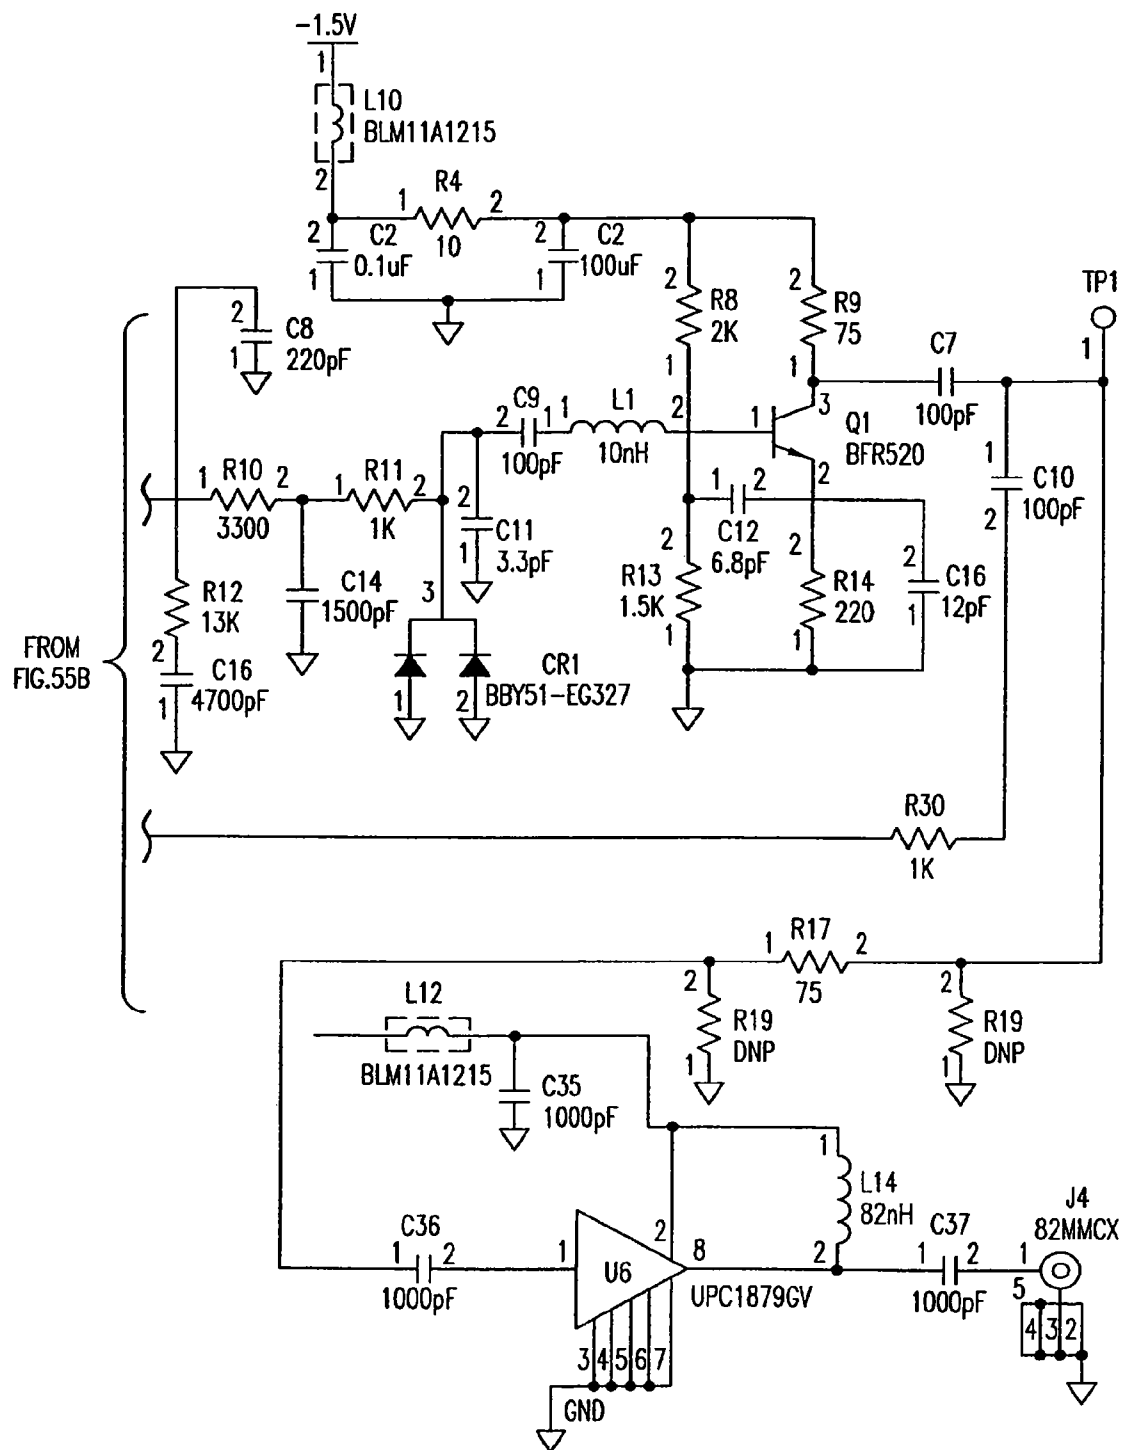 -1.5V
1
L10
BLM11A1215
2
R4
1 2
10
2 C2
0.1uF
1
2 C2
100uF
1
TP1
1
2 C8
1 220pF
2 R8
2K
1
2 R9
75
1
C7
100pF
3
Q1
BFR520
1
2
C9
2 1
100pF
1 L1 2
10nH
1
C10
100pF
2
R10
1 2
3300
R11
1 2
1K
2
C11
1 3.3pF
1 2
C12
6.8pF
2
R13
1.5K
1
2
R14
220
1
2
C16
12pF
1
R12
13K
2
C16
4700pF
1
C14
1500pF
3
CR1
BBY51-EG327
1 2
FROM
FIG.55B
R30
1K
R17
1 2
75
2
R19
DNP
1
2
R19
DNP
1
L12
BLM11A1215
C35
1000pF
1
L14
82nH
2
C36
1 2
1000pF
1
U6
2
8
UPC1879GV
3 4 5 6 7
GND
C37
1 2
1000pF
J4
82MMCX
1
5
4 3 2